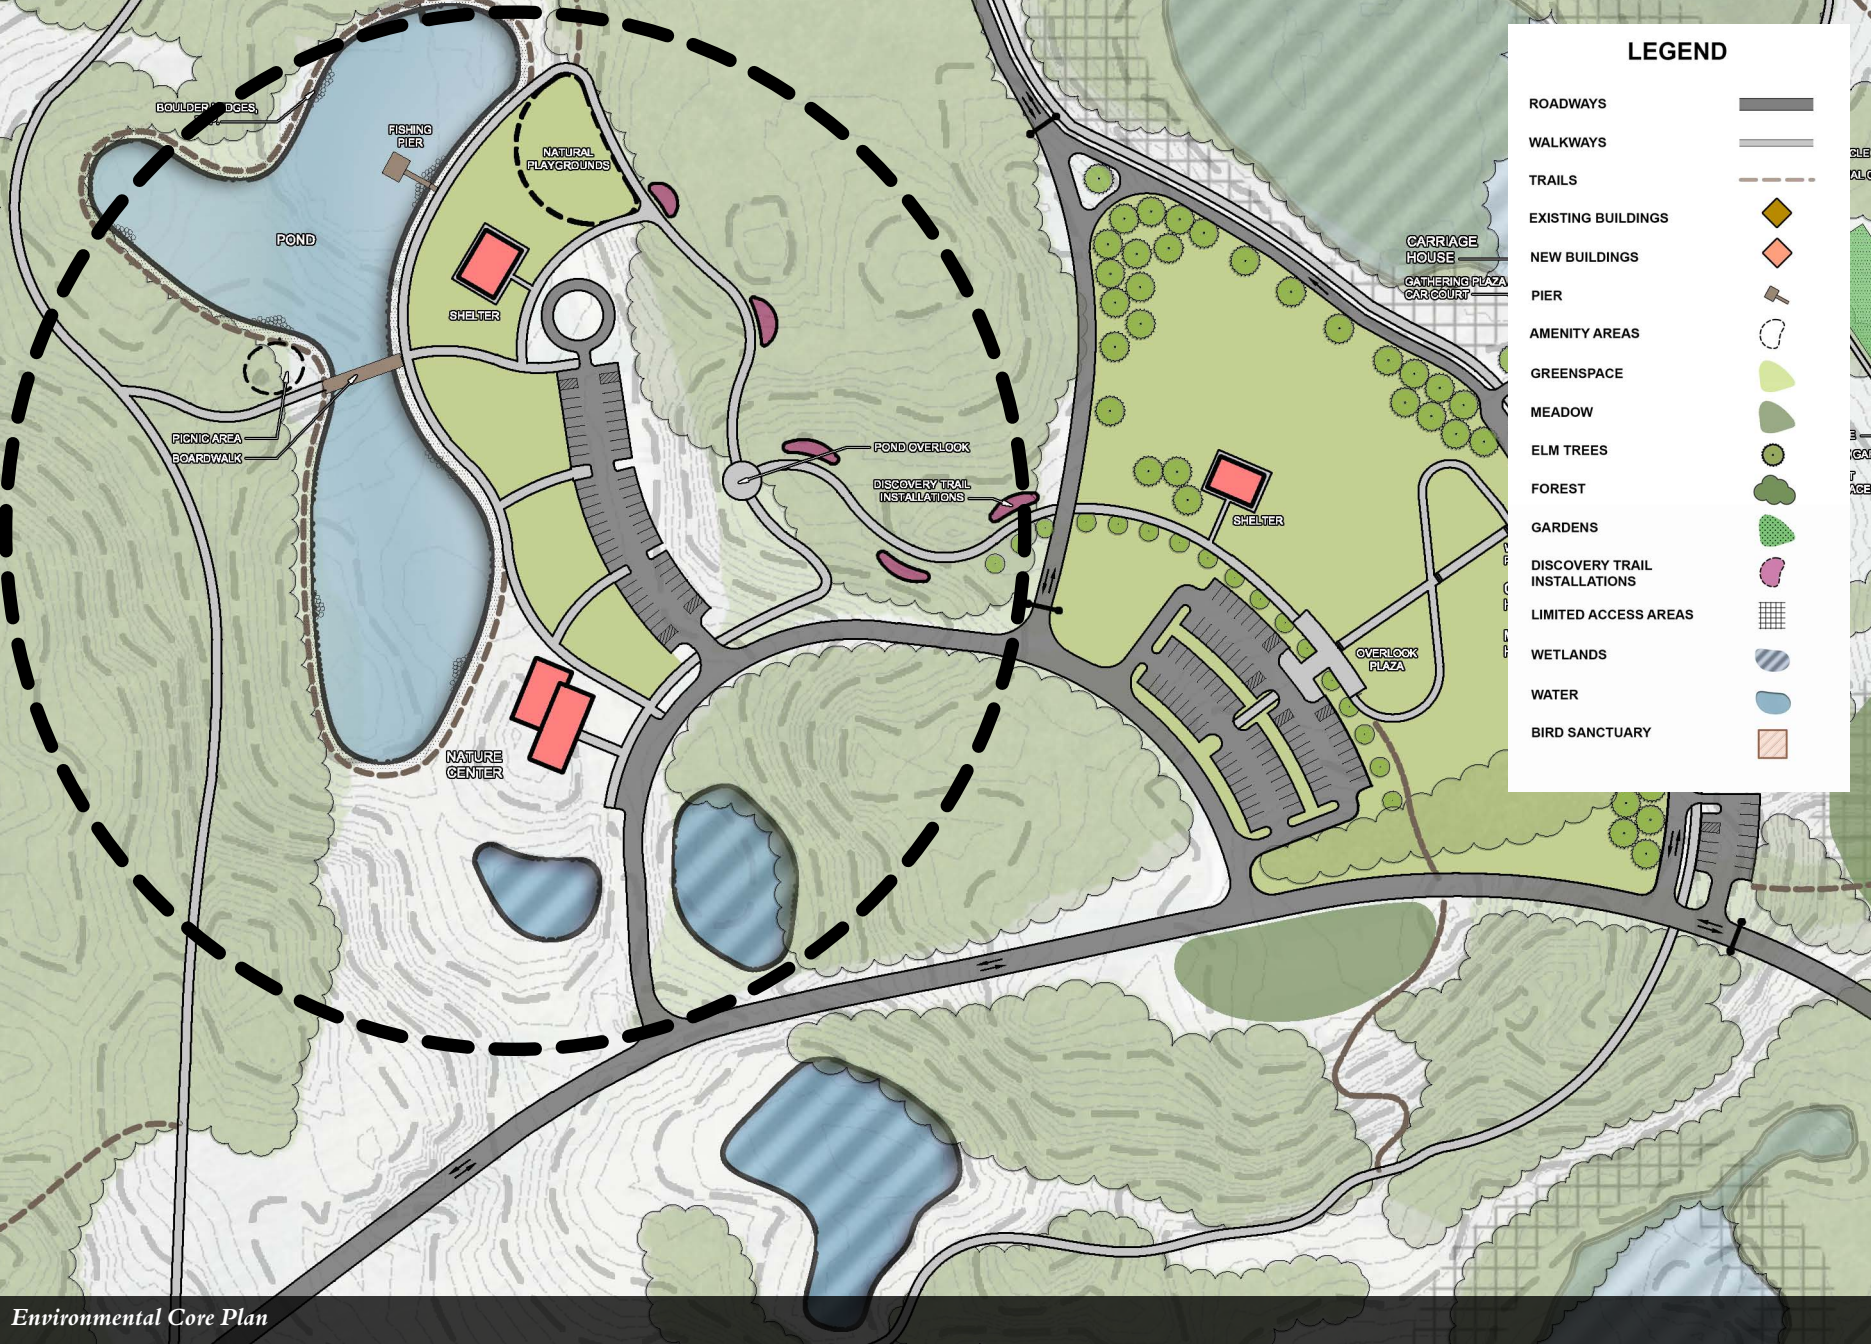 BOULDER
FISHING
PIER
NATURAL
PLAYGROUNDS
POND
SHELTER
PICNIC AREA
BOARDWALK
POND OVERLOOK
DISCOVERY TRAIL
INSTALLATIONS
NATURE
CENTER
CARRIAGE
HOUSE
GATHERING PLAZA
CAR COURT
SHELTER
OVERLOOK
PLAZA
LEGEND
ROADWAYS
WALKWAYS
TRAILS
EXISTING BUILDINGS
NEW BUILDINGS
PIER
AMENITY AREAS
GREENSPACE
MEADOW
ELM TREES
FOREST
GARDENS
DISCOVERY TRAIL
INSTALLATIONS
LIMITED ACCESS AREAS
WETLANDS
WATER
BIRD SANCTUARY
Environmental Core Plan